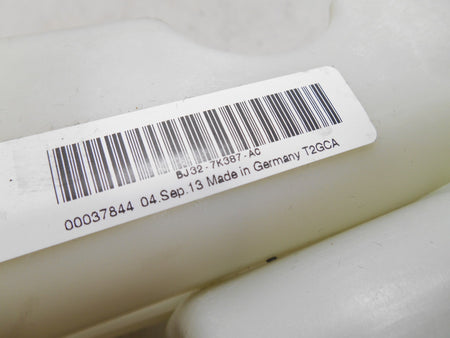 BJ32-7K387-AC
00037844 04.Sep.13 Made in Germany T2GCA